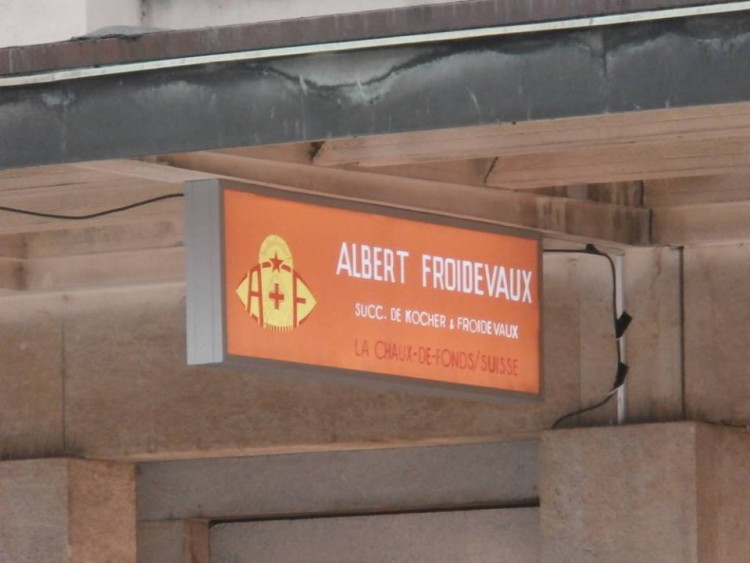 A+F
ALBERT FROIDEVAUX
SUCC. DE KOCHER & FROIDEVAUX
LA CHAUX-DE-FONDS/SUISSE